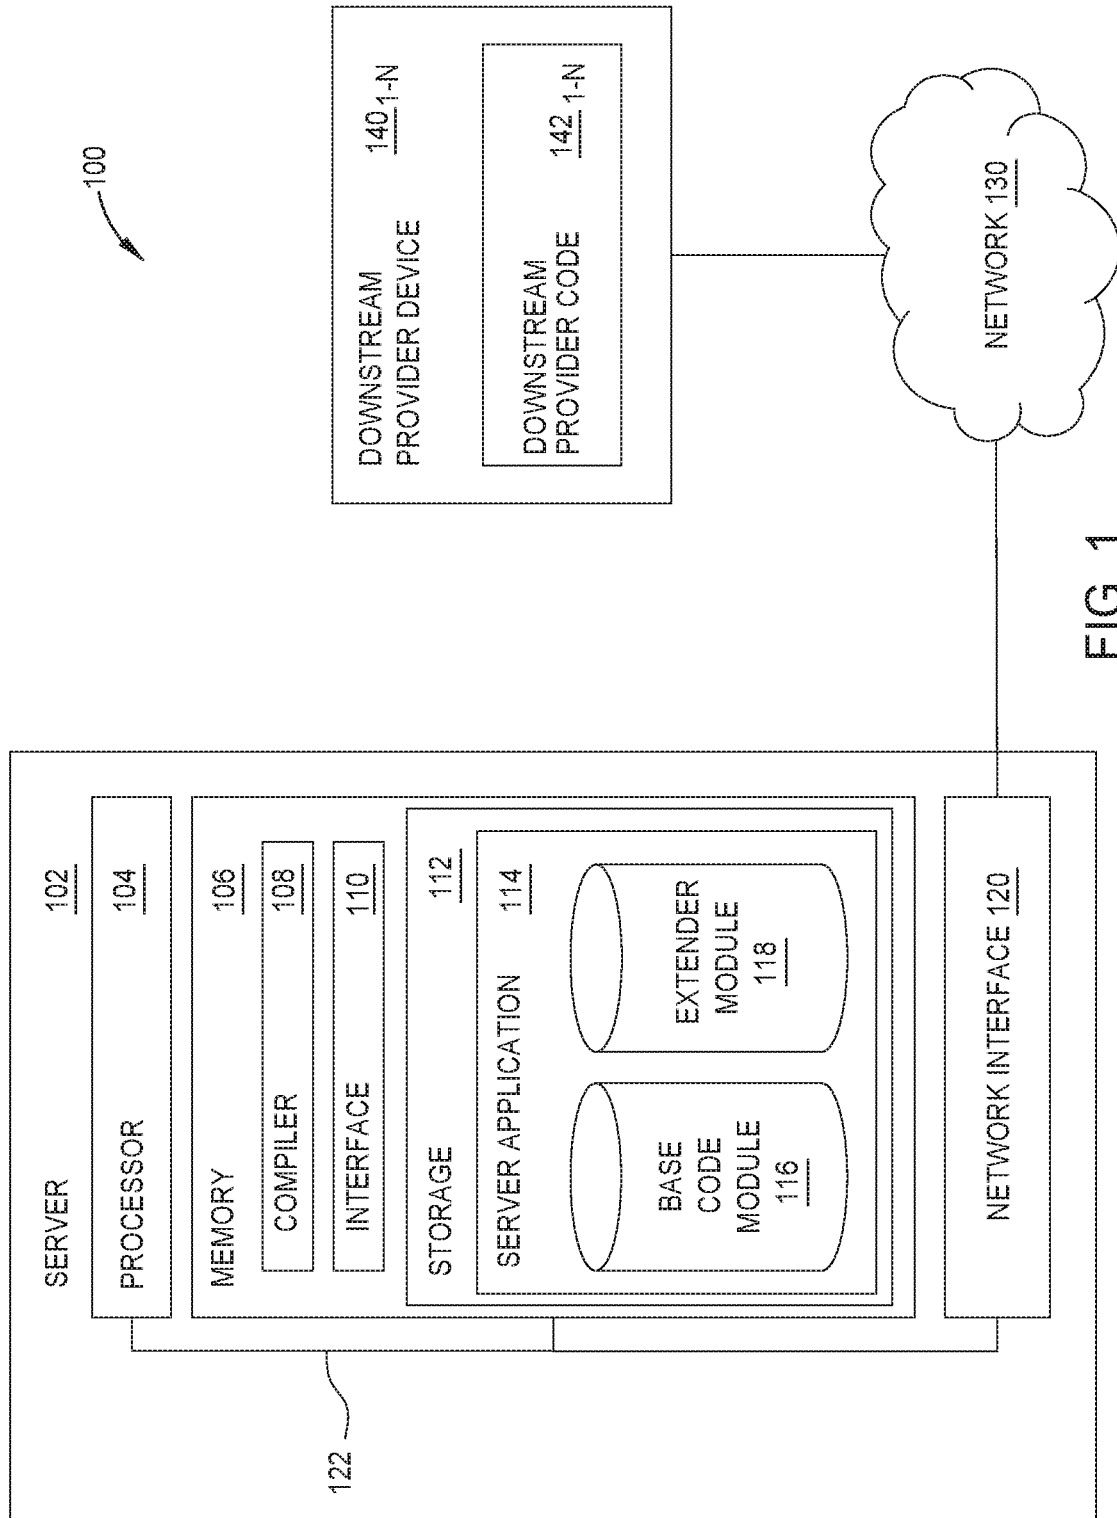 100
SERVER 102
PROCESSOR 104
MEMORY 106
COMPILER 108
INTERFACE 110
STORAGE 112
SERVER APPLICATION 114
BASE
CODE
MODULE
116
EXTENDER
MODULE
118
NETWORK INTERFACE 120
122
DOWNSTREAM
PROVIDER DEVICE 140 1-N
DOWNSTREAM
PROVIDER CODE 142 1-N
NETWORK 130
FIG. 1